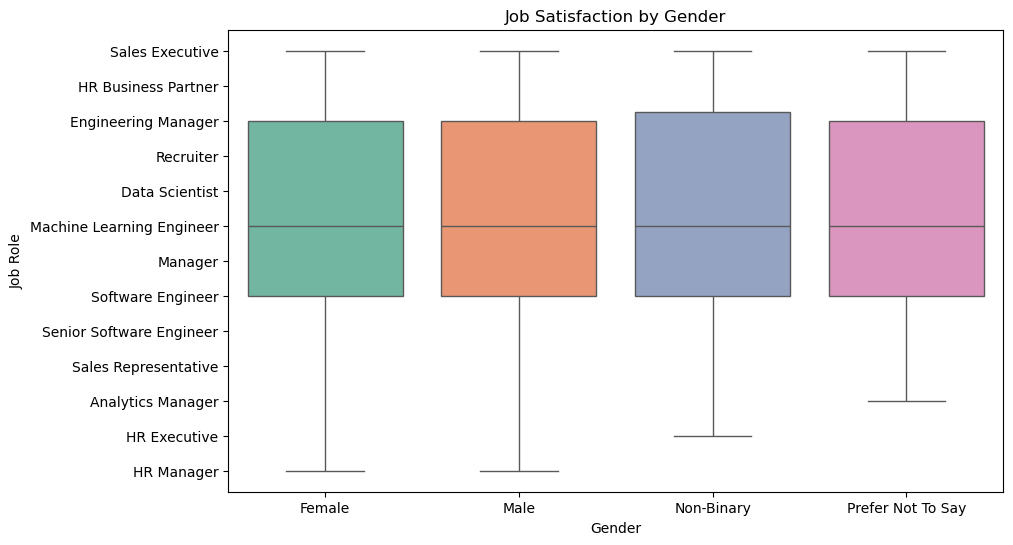 Job Satisfaction by Gender
Job Role
Sales Executive
HR Business Partner
Engineering Manager
Recruiter
Data Scientist
Machine Learning Engineer
Manager
Software Engineer
Senior Software Engineer
Sales Representative
Analytics Manager
HR Executive
HR Manager
Female
Male
Non-Binary
Prefer Not To Say
Gender